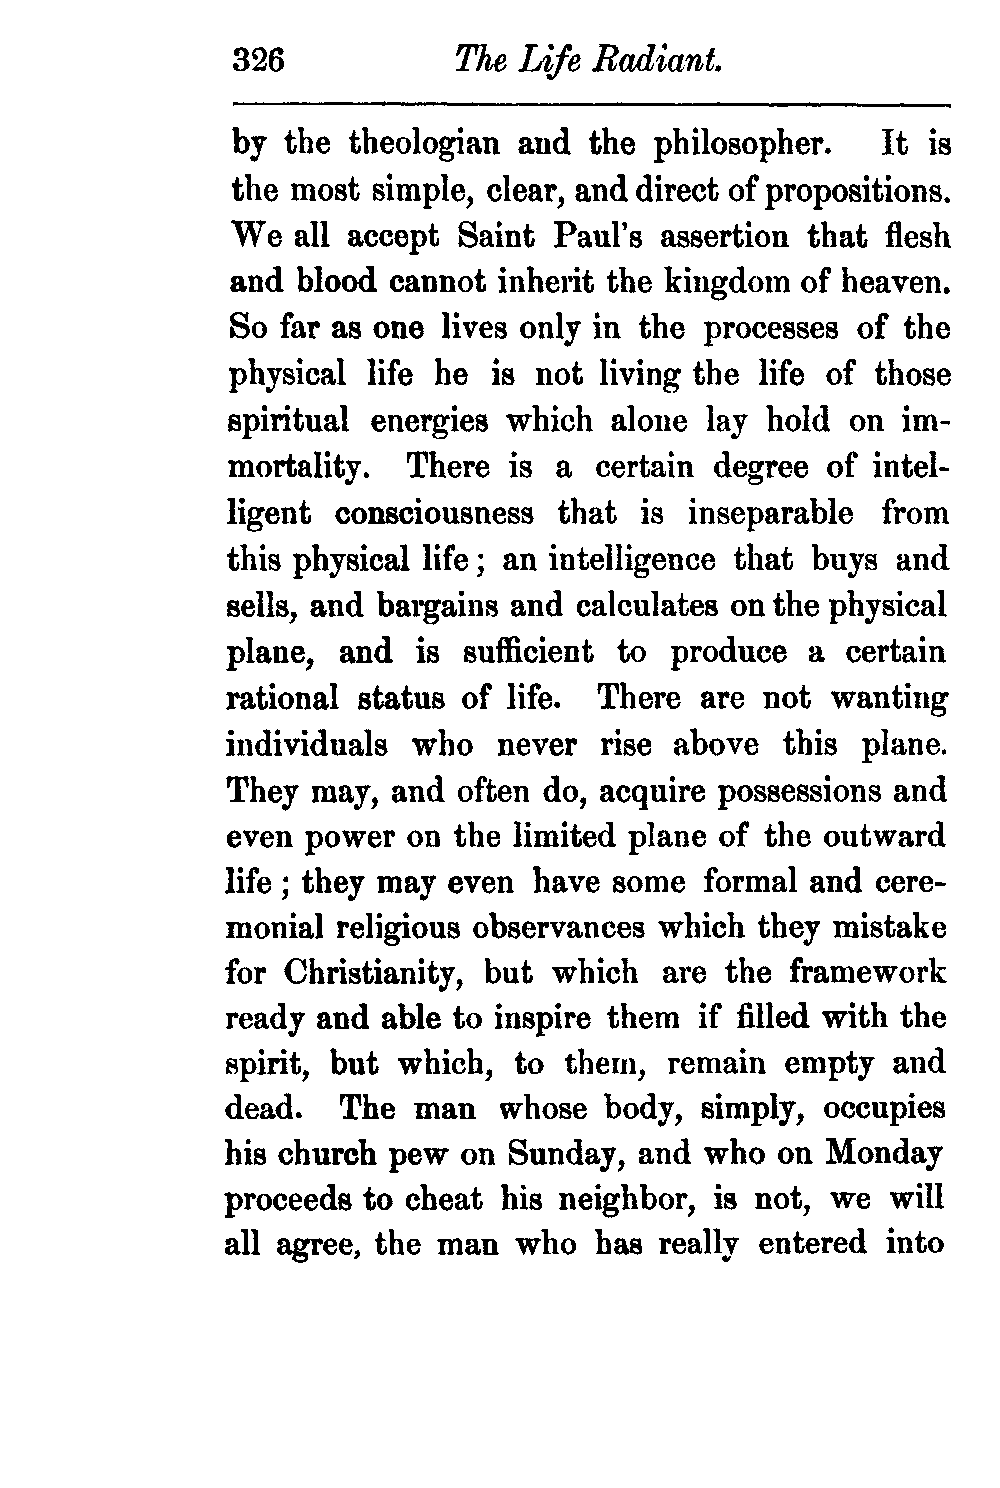 326 The Life Radiant.
by the theologian and the philosopher. It is
the most simple, clear, and direct of propositions.
We all accept Saint Paul's assertion that flesh
and blood cannot inherit the kingdom of heaven.
So far as one lives only in the processes of the
physical life he is not living the life of those
spiritual energies which alone lay hold on im-
mortality. There is a certain degree of intel-
ligent consciousness that is inseparable from
this physical life; an intelligence that buys and
sells, and bargains and calculates on the physical
plane, and is sufficient to produce a certain
rational status of life. There are not wanting
individuals who never rise above this plane.
They may, and often do, acquire possessions and
even power on the limited plane of the outward
life; they may even have some formal and cere-
monial religious observances which they mistake
for Christianity, but which are the framework
ready and able to inspire them if filled with the
spirit, but which, to them, remain empty and
dead. The man whose body, simply, occupies
his church pew on Sunday, and who on Monday
proceeds to cheat his neighbor, is not, we will
all agree, the man who has really entered into